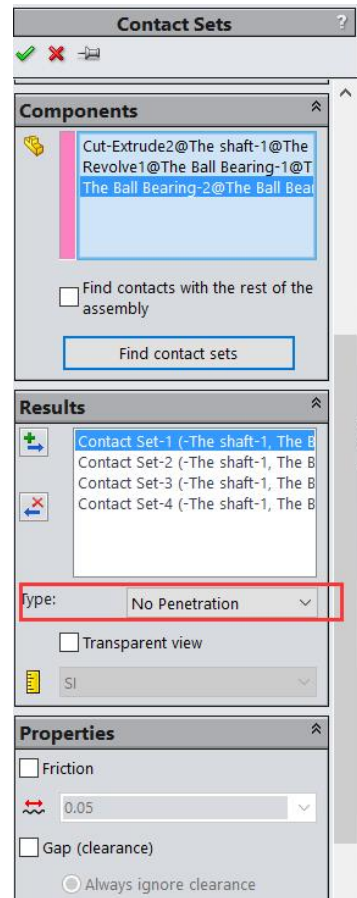 Contact Sets
?
Components
Cut-Extrude2@The shaft-1@The
Revolve1@The Ball Bearing-1@T
The Ball Bearing-2@The Ball Bear
Find contacts with the rest of the
assembly
Find contact sets
Results
Contact Set-1 (-The shaft-1, The B
Contact Set-2 (-The shaft-1, The B
Contact Set-3 (-The shaft-1, The B
Contact Set-4 (-The shaft-1, The B
Type:
No Penetration
Transparent view
SI
Properties
Friction
0.05
Gap (clearance)
Always ignore clearance